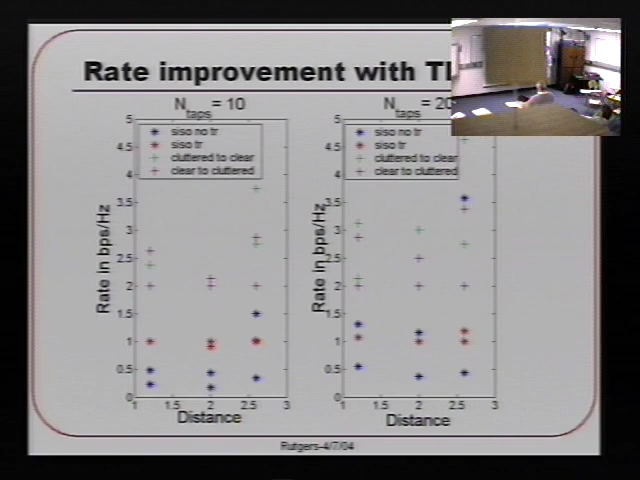 Rate improvement with
N taps = 10
siso no tr
siso tr
cluttered to clear
clear to cluttered
5
4.5
4
3.5
3
2.5
2
1.5
1
0.5
0
Rate in bps/Hz
1 1.5 2 2.5 3
Distance
N taps = 20
siso no tr
siso tr
cluttered to clear
clear to cluttered
5
4.5
4
3.5
3
2.5
2
1.5
1
0.5
0
Rate in bps/Hz
1 1.5 2 2.5 3
Distance
Rutgers-4/7/04